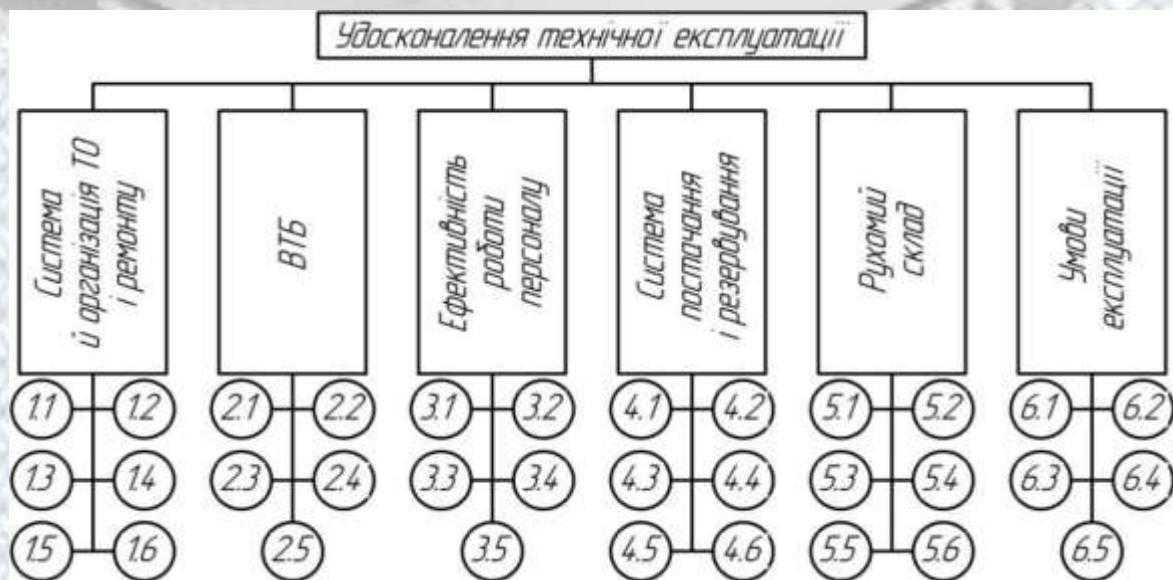 Удосконалення технічної експлуатації
Система
й організація ТО
і ремонту
ВТБ
Ефективність
роботи
персоналу
Система
постачання
і резервування
Рухомий
склад
Умови
експлуатації
1.1 1.2 2.1 2.2 3.1 3.2 4.1 4.2 5.1 5.2 6.1 6.2
1.3 1.4 2.3 2.4 3.3 3.4 4.3 4.4 5.3 5.4 6.3 6.4
1.5 1.6 2.5 3.5 4.5 4.6 5.5 5.6 6.5